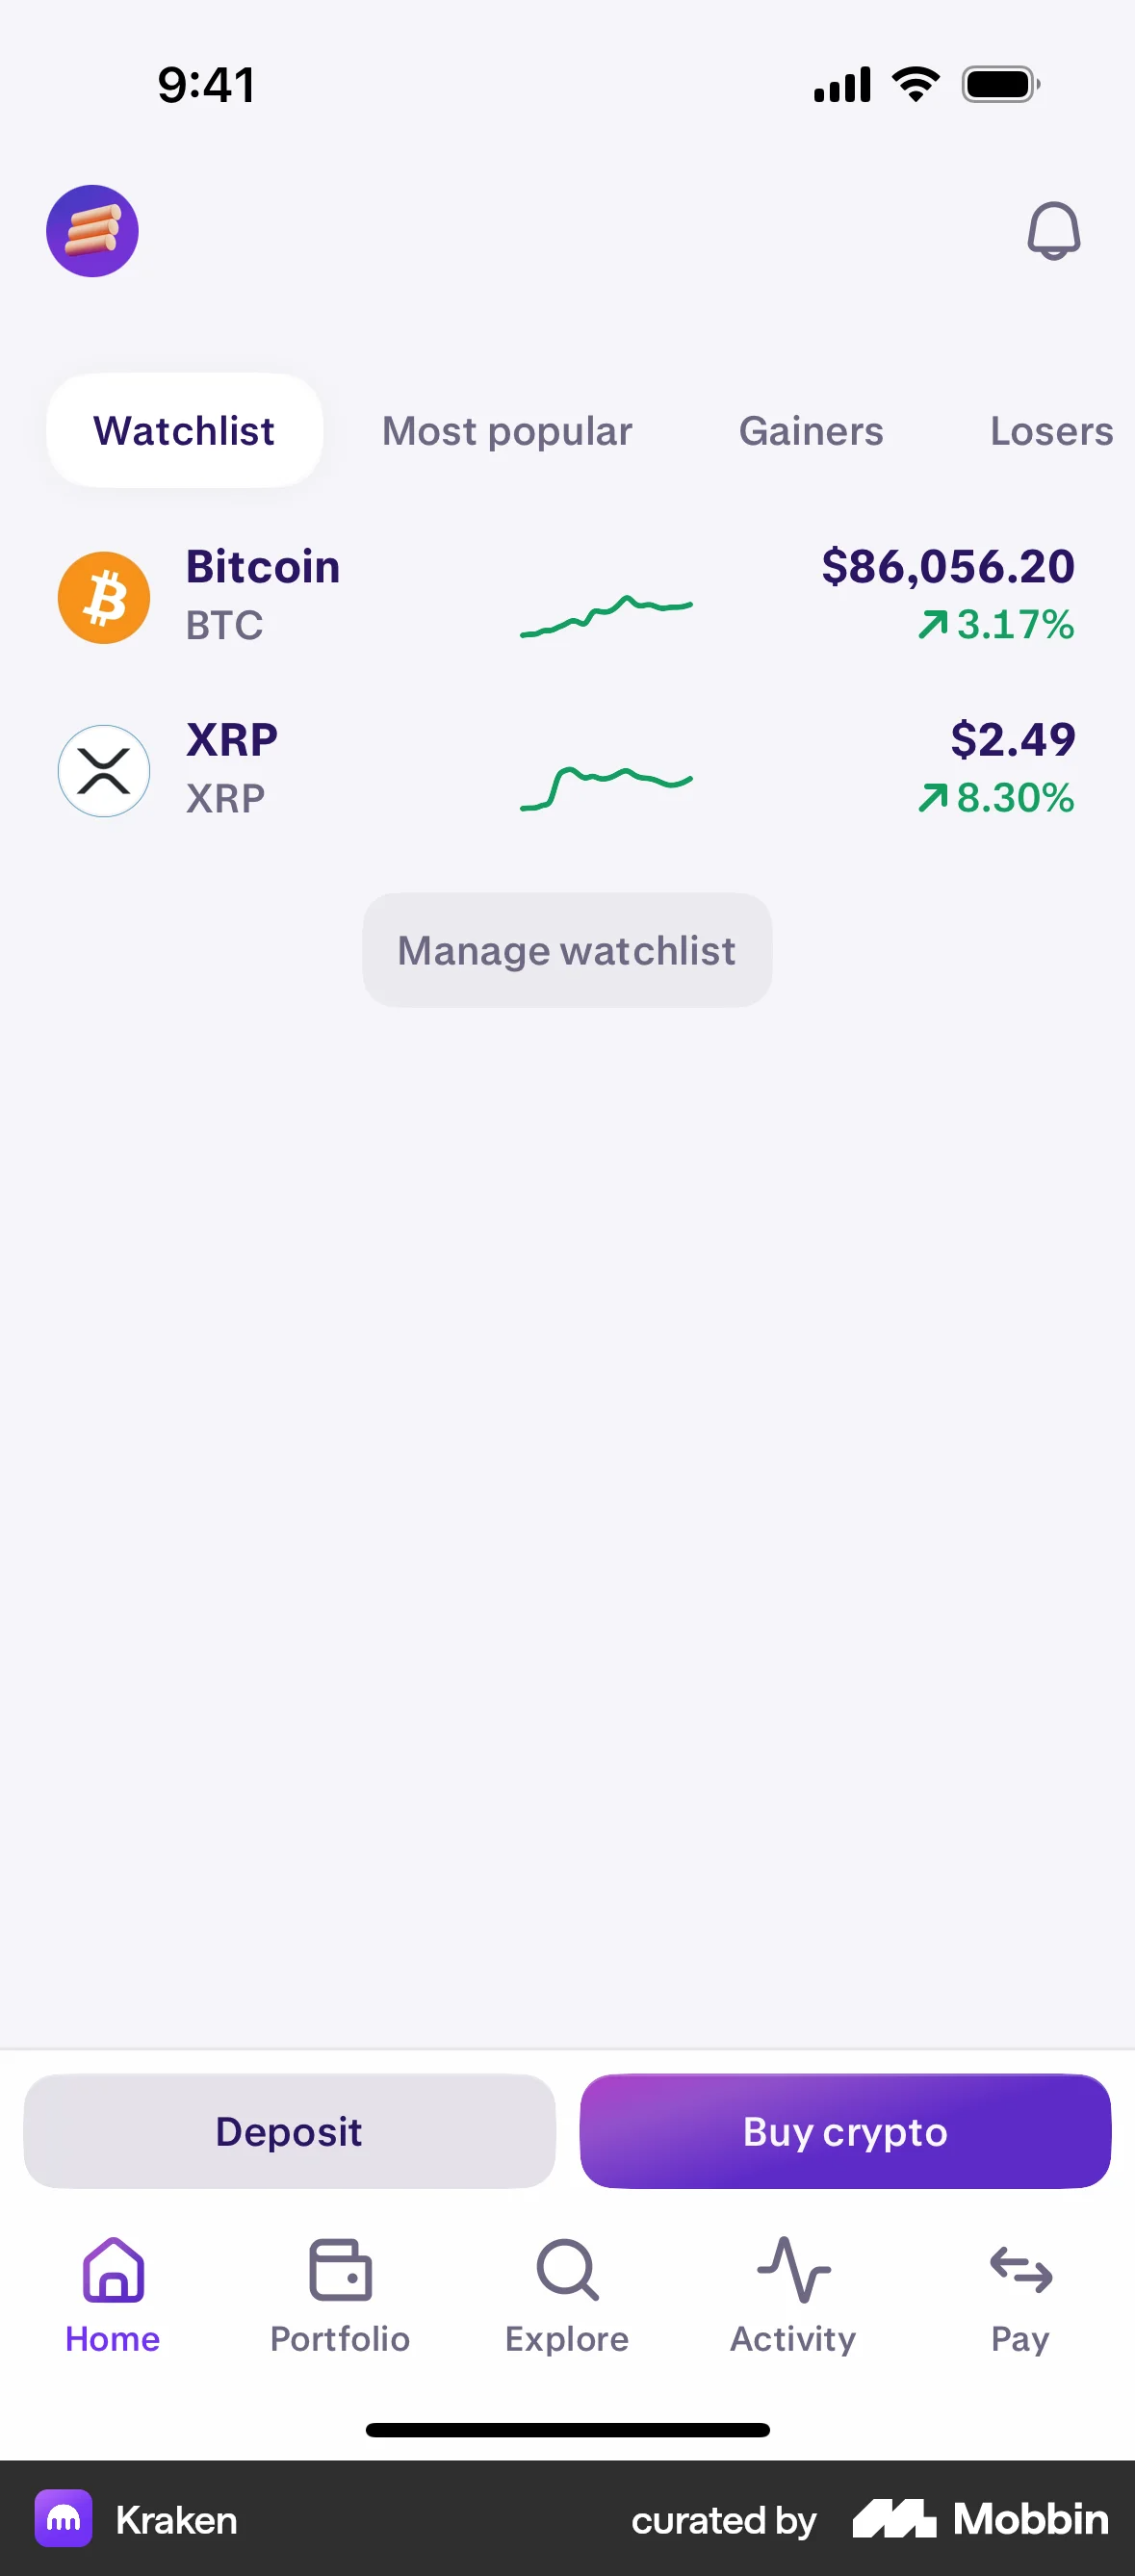 9:41
Watchlist Most popular Gainers Losers
Bitcoin $86,056.20
BTC 3.17%
XRP $2.49
XRP 8.30%
Manage watchlist
Deposit Buy crypto
Home Portfolio Explore Activity Pay
Kraken curated by Mobbin